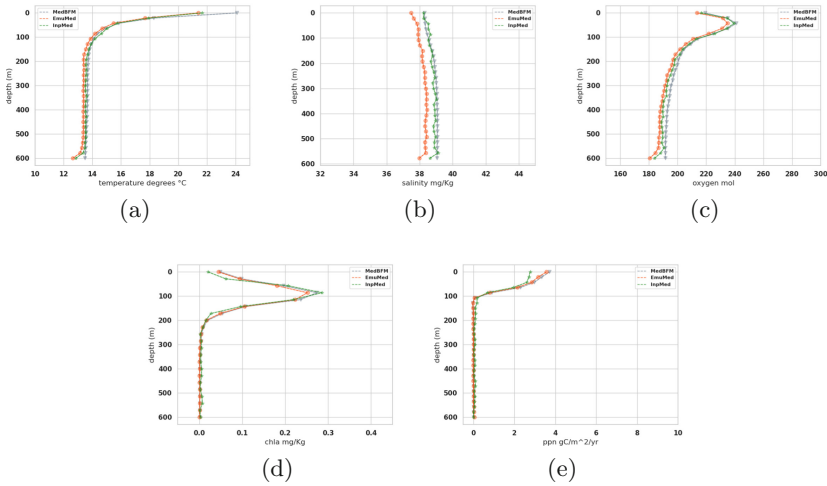 MedBFM
EmuMed
InpMed
0
100
200
300
400
500
600
depth (m)
10 12 14 16 18 20 22 24 26
temperature degrees °C
(a)
MedBFM
EmuMed
InpMed
0
100
200
300
400
500
600
depth (m)
32 34 36 38 40 42 44
salinity mg/Kg
(b)
MedBFM
EmuMed
InpMed
0
100
200
300
400
500
600
depth (m)
160 180 200 220 240 260 280 300
oxygen mol
(c)
MedBFM
EmuMed
InpMed
0
100
200
300
400
500
600
depth (m)
0.0 0.1 0.2 0.3 0.4
chla mg/Kg
(d)
MedBFM
EmuMed
InpMed
0
100
200
300
400
500
600
depth (m)
0 2 4 6 8 10
ppn gC/m^2/yr
(e)